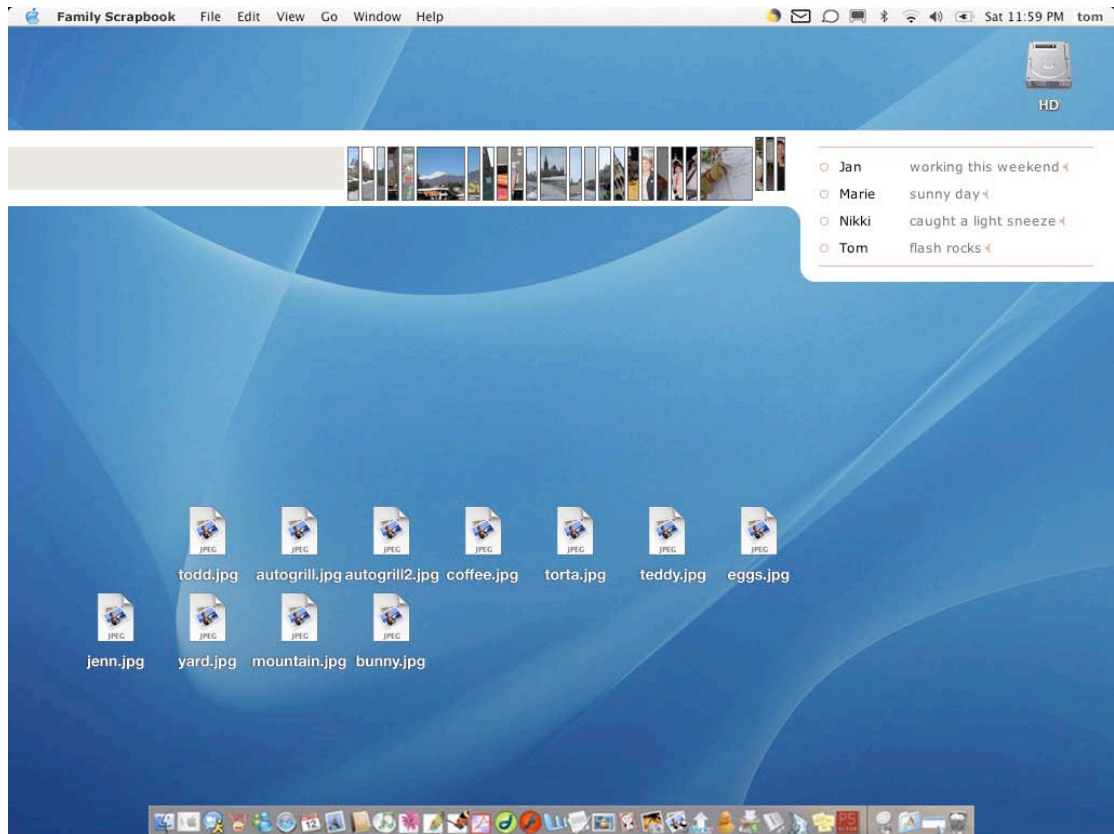 Family Scrapbook File Edit View Go Window Help Sat 11:59 PM tom
HD
Jan working this weekend
Marie sunny day
Nikki caught a light sneeze
Tom flash rocks
JPEG JPEG JPEG JPEG JPEG JPEG JPEG
todd.jpg autogrill.jpg autogrill2.jpg coffee.jpg torta.jpg teddy.jpg eggs.jpg
JPEG JPEG JPEG JPEG
jenn.jpg yard.jpg mountain.jpg bunny.jpg
12